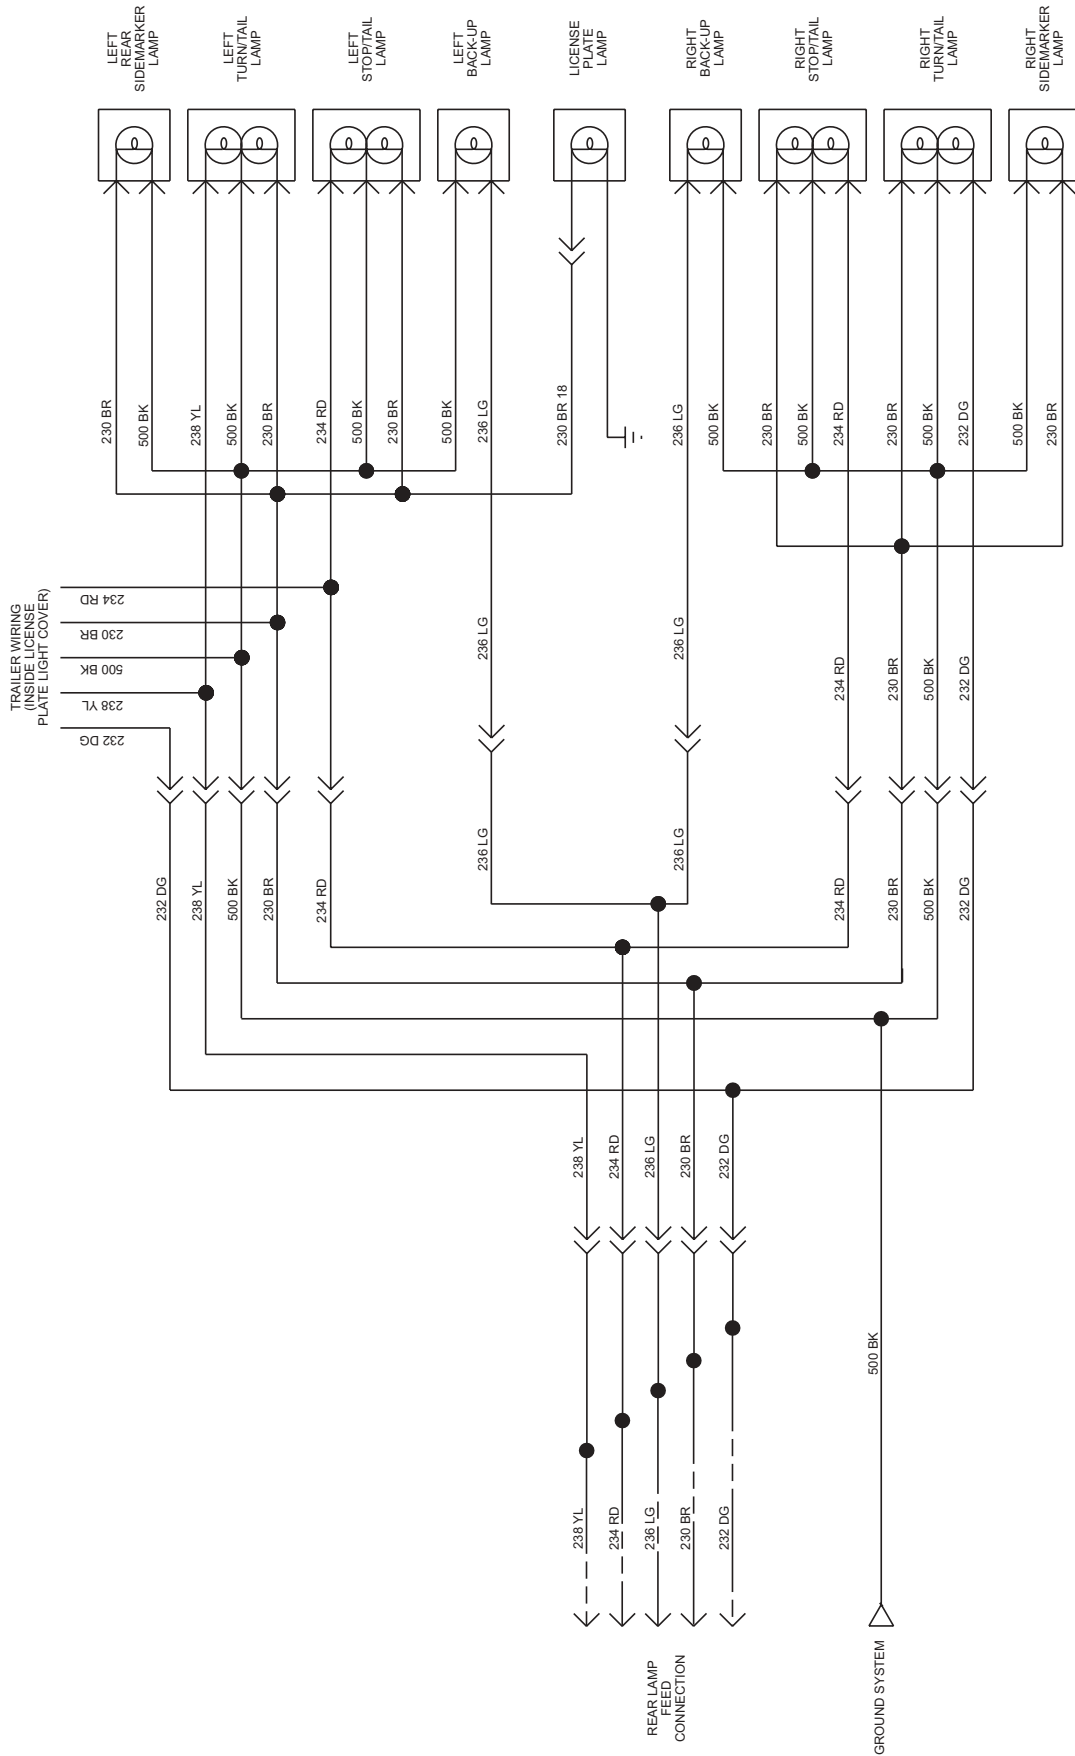 LEFT
REAR
SIDEMARKER
LAMP
LEFT
TURN/TAIL
LAMP
LEFT
STOP/TAIL
LAMP
LEFT
BACK-UP
LAMP
LICENSE
PLATE
LAMP
RIGHT
BACK-UP
LAMP
RIGHT
STOP/TAIL
LAMP
RIGHT
TURN/TAIL
LAMP
RIGHT
SIDEMARKER
LAMP
230 BR
500 BK
238 YL
500 BK
230 BR
234 RD
500 BK
230 BR
500 BK
236 LG
230 BR 18
236 LG
500 BK
230 BR
500 BK
234 RD
230 BR
500 BK
232 DG
500 BK
230 BR
TRAILER WIRING
(INSIDE LICENSE
PLATE LIGHT COVER)
234 RD
230 BR
500 BK
238 YL
232 DG
236 LG
236 LG
234 RD
230 BR
500 BK
232 DG
232 DG
238 YL
500 BK
230 BR
234 RD
236 LG
236 LG
234 RD
230 BR
500 BK
232 DG
238 YL
234 RD
236 LG
230 BR
232 DG
500 BK
238 YL
234 RD
236 LG
230 BR
232 DG
REAR LAMP
FEED
CONNECTION
GROUND SYSTEM